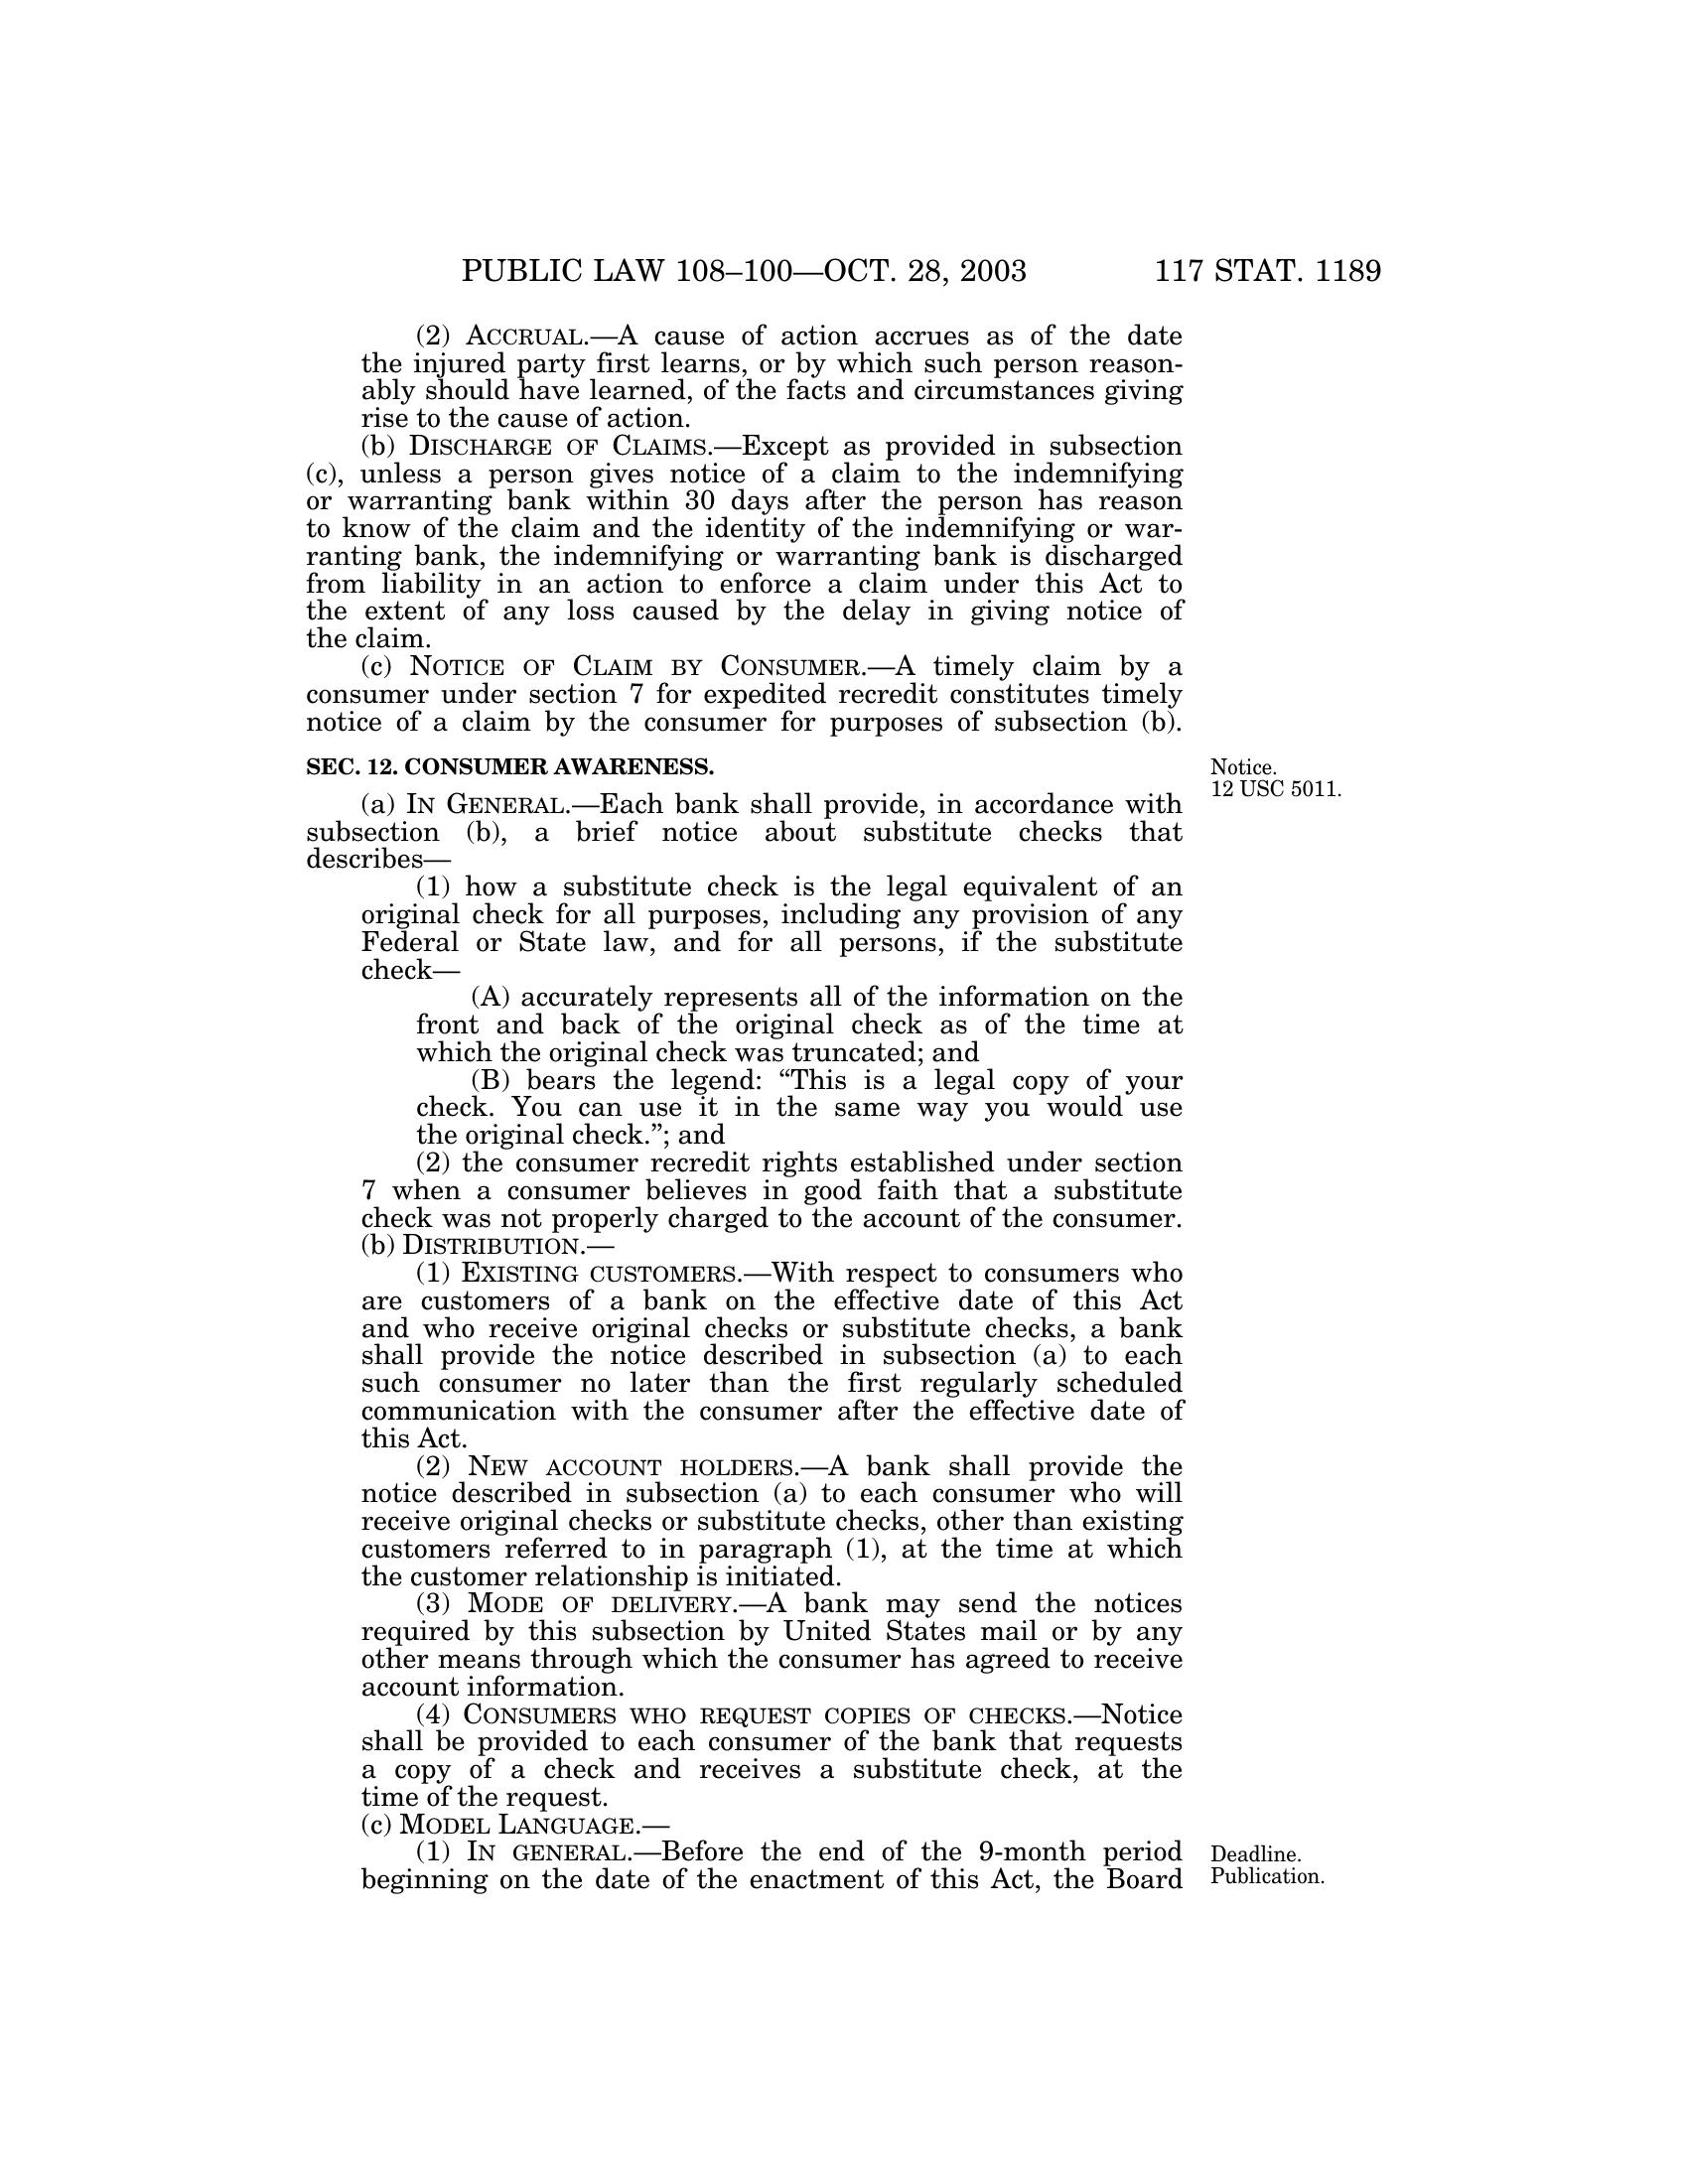 PUBLIC LAW 108–100—OCT. 28, 2003 117 STAT. 1189
(2) ACCRUAL.—A cause of action accrues as of the date
the injured party first learns, or by which such person reason-
ably should have learned, of the facts and circumstances giving
rise to the cause of action.
(b) DISCHARGE OF CLAIMS.—Except as provided in subsection
(c), unless a person gives notice of a claim to the indemnifying
or warranting bank within 30 days after the person has reason
to know of the claim and the identity of the indemnifying or war-
ranting bank, the indemnifying or warranting bank is discharged
from liability in an action to enforce a claim under this Act to
the extent of any loss caused by the delay in giving notice of
the claim.
(c) NOTICE OF CLAIM BY CONSUMER.—A timely claim by a
consumer under section 7 for expedited recredit constitutes timely
notice of a claim by the consumer for purposes of subsection (b).
SEC. 12. CONSUMER AWARENESS.
Notice.
12 USC 5011.
(a) IN GENERAL.—Each bank shall provide, in accordance with
subsection (b), a brief notice about substitute checks that
describes—
(1) how a substitute check is the legal equivalent of an
original check for all purposes, including any provision of any
Federal or State law, and for all persons, if the substitute
check—
(A) accurately represents all of the information on the
front and back of the original check as of the time at
which the original check was truncated; and
(B) bears the legend: “This is a legal copy of your
check. You can use it in the same way you would use
the original check.”; and
(2) the consumer recredit rights established under section
7 when a consumer believes in good faith that a substitute
check was not properly charged to the account of the consumer.
(b) DISTRIBUTION.—
(1) EXISTING CUSTOMERS.—With respect to consumers who
are customers of a bank on the effective date of this Act
and who receive original checks or substitute checks, a bank
shall provide the notice described in subsection (a) to each
such consumer no later than the first regularly scheduled
communication with the consumer after the effective date of
this Act.
(2) NEW ACCOUNT HOLDERS.—A bank shall provide the
notice described in subsection (a) to each consumer who will
receive original checks or substitute checks, other than existing
customers referred to in paragraph (1), at the time at which
the customer relationship is initiated.
(3) MODE OF DELIVERY.—A bank may send the notices
required by this subsection by United States mail or by any
other means through which the consumer has agreed to receive
account information.
(4) CONSUMERS WHO REQUEST COPIES OF CHECKS.—Notice
shall be provided to each consumer of the bank that requests
a copy of a check and receives a substitute check, at the
time of the request.
(c) MODEL LANGUAGE.—
(1) IN GENERAL.—Before the end of the 9-month period
beginning on the date of the enactment of this Act, the Board
Deadline.
Publication.